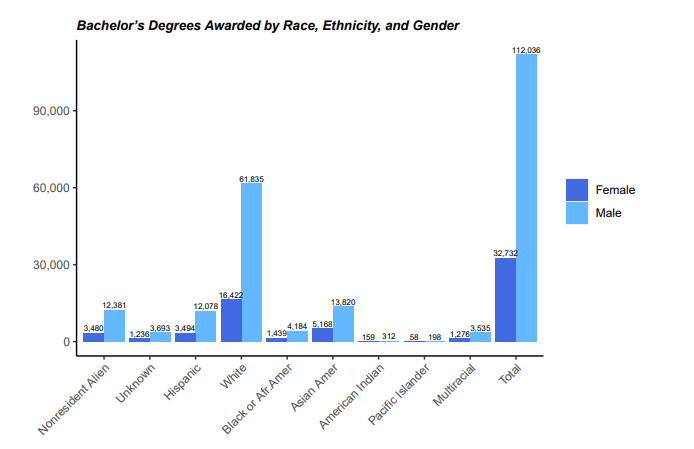 Bachelor’s Degrees Awarded by Race, Ethnicity, and Gender
112,036
90,000
61,835
60,000
32,732
30,000
16,422
12,381
12,078
13,820
3,480
1,236
3,693
3,494
1,439
4,184
5,168
159
312
58
198
1,276
3,535
0
Female
Male
Nonresident Alien
Unknown
Hispanic
White
Black or Afr.Amer
Asian Amer
American Indian
Pacific Islander
Multiracial
Total